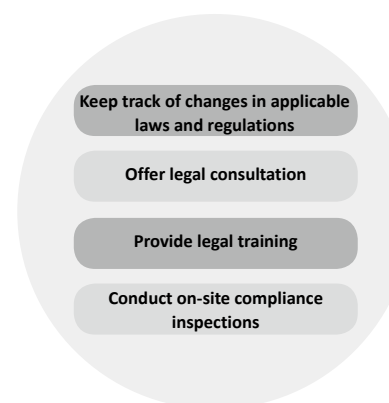 Keep track of changes in applicable
laws and regulations
Offer legal consultation
Provide legal training
Conduct on-site compliance
inspections